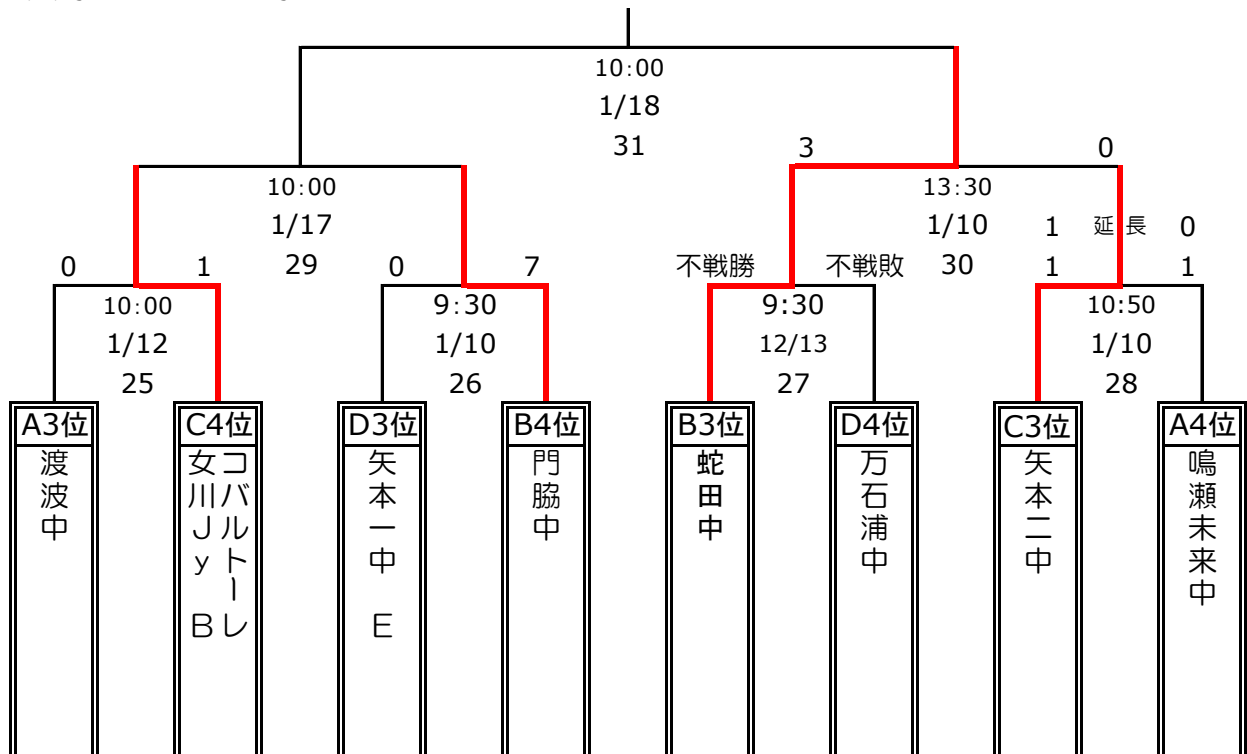 10:00
1/18
31
3
0
10:00
1/17
29
13:30
1/10
30
1 延長 0
0
1
0
7
不戦勝
不戦敗
1
1
10:00
1/12
25
9:30
1/10
26
9:30
12/13
27
10:50
1/10
28
A3位
C4位
D3位
B4位
B3位
D4位
C3位
A4位
渡波中
コバルトーレ
女川Jy B
矢本一中 E
門脇中
蛇田中
万石浦中
矢本二中
鳴瀬未来中